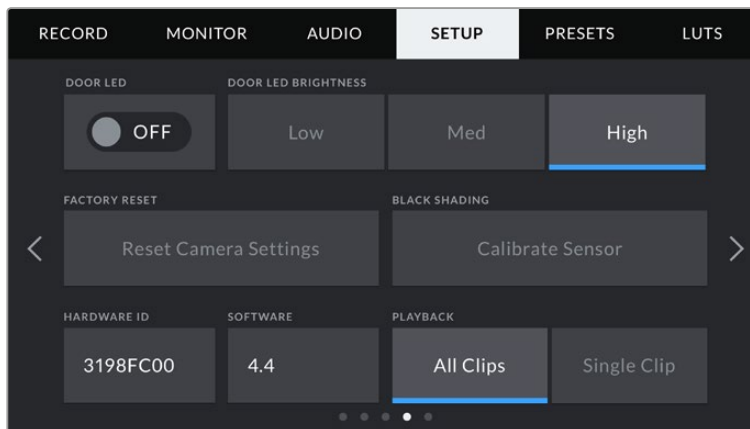 RECORD MONITOR AUDIO SETUP PRESETS LUTS
DOOR LED DOOR LED BRIGHTNESS
OFF Low Med High
FACTORY RESET BLACK SHADING
Reset Camera Settings Calibrate Sensor
HARDWARE ID SOFTWARE PLAYBACK
3198FC00 4.4 All Clips Single Clip